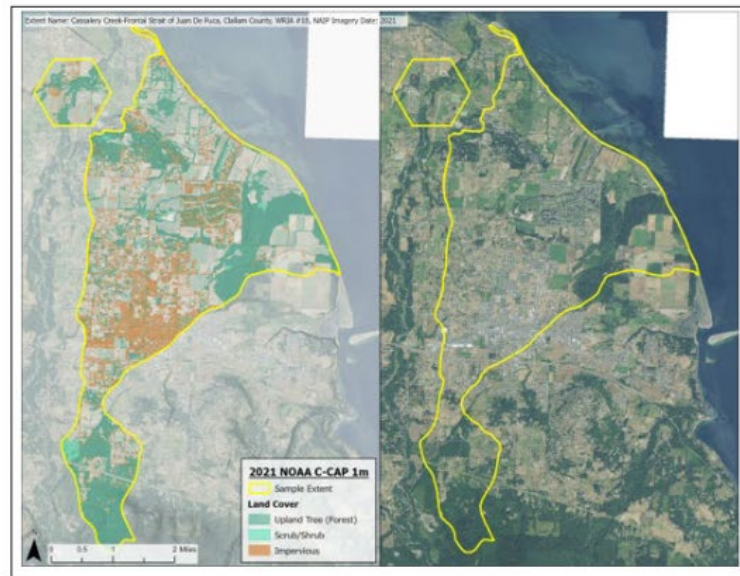 Extent Name: Cassalery Creek-Frontal Strait of Juan De Fuca, Clallam County, WRIA #18, NAIP Imagery Date: 2021
2021 NOAA C-CAP 1m
Sample Extent
Land Cover
Upland Tree (Forest)
Scrub/Shrub
Impervious
0 0.5 1 2 Miles